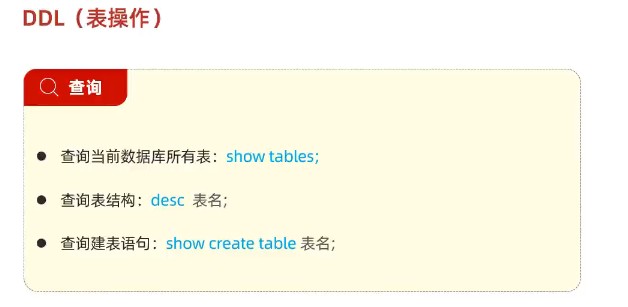 DDL（表操作）
查询
查询当前数据库所有表：show tables;
查询表结构：desc 表名;
查询建表语句：show create table 表名;